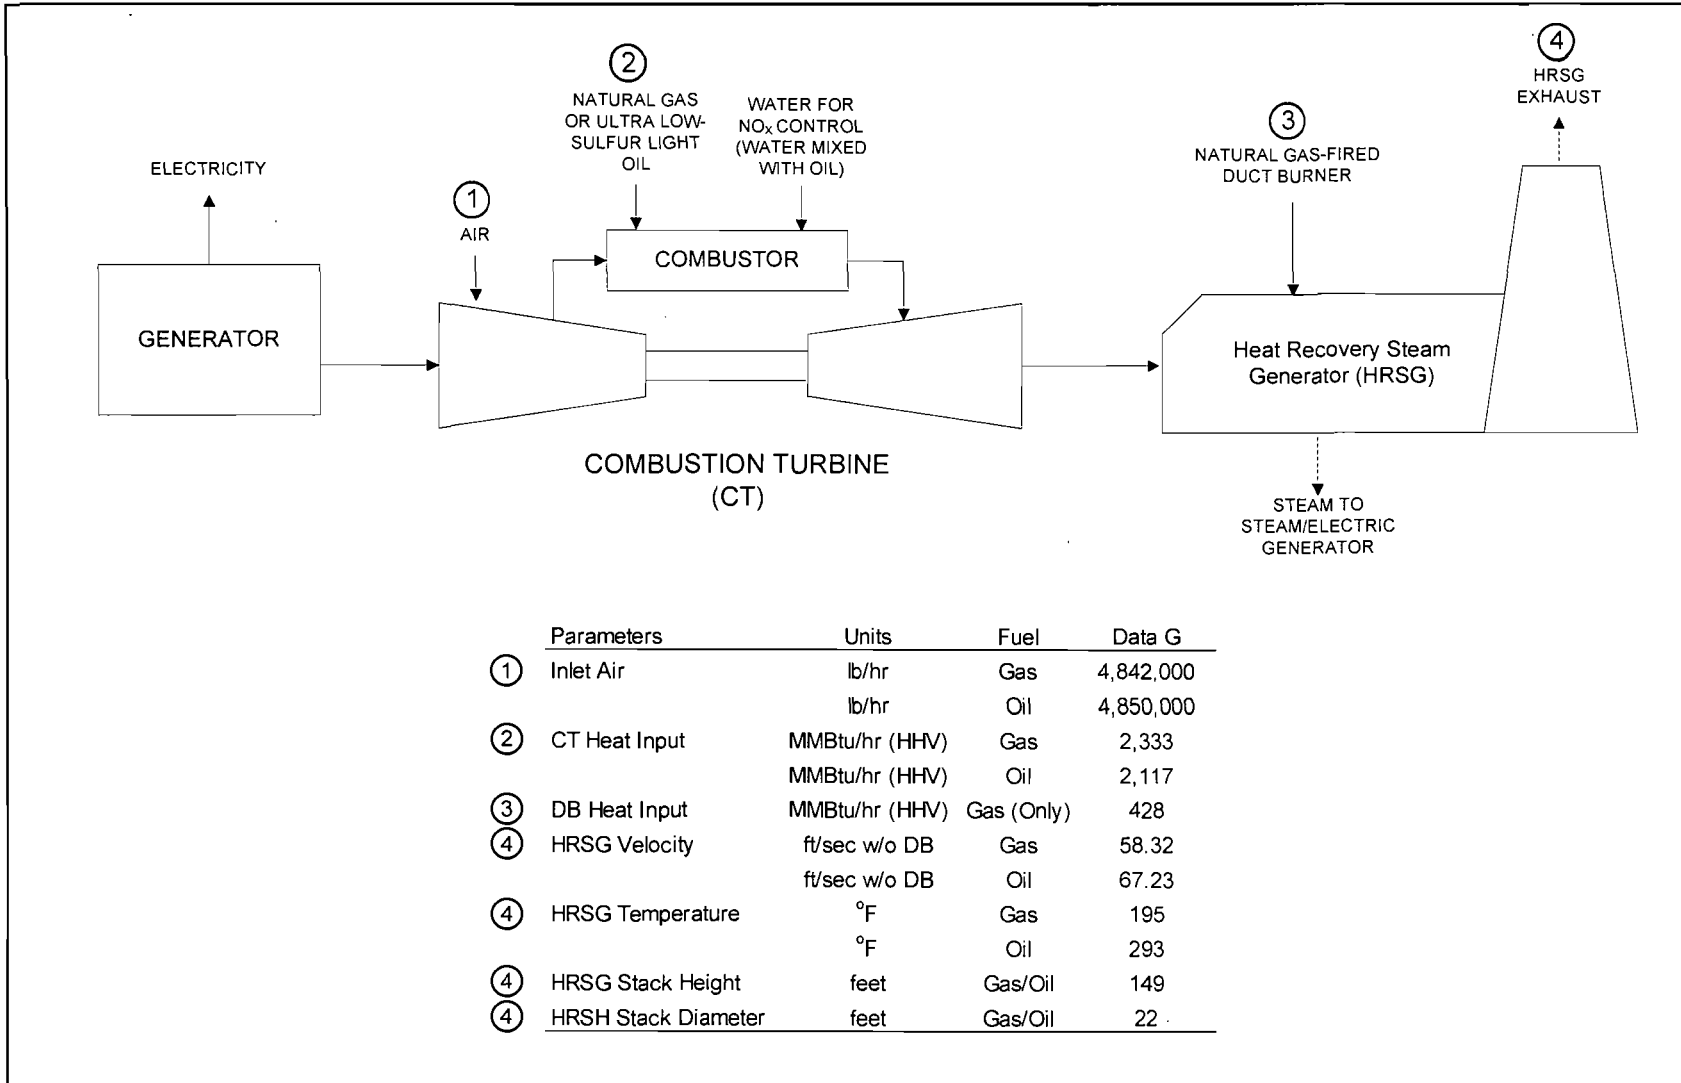 4
HRSG
EXHAUST
2
NATURAL GAS
OR ULTRA LOW-
SULFUR LIGHT
OIL
WATER FOR
NOx CONTROL
(WATER MIXED
WITH OIL)
3
NATURAL GAS-FIRED
DUCT BURNER
ELECTRICITY
1
AIR
COMBUSTOR
GENERATOR
Heat Recovery Steam
Generator (HRSG)
COMBUSTION TURBINE
(CT)
STEAM TO
STEAM/ELECTRIC
GENERATOR
Parameters Units Fuel Data G
1 Inlet Air lb/hr Gas 4,842,000
lb/hr Oil 4,850,000
2 CT Heat Input MMBtu/hr (HHV) Gas 2,333
MMBtu/hr (HHV) Oil 2,117
3 DB Heat Input MMBtu/hr (HHV) Gas (Only) 428
4 HRSG Velocity ft/sec w/o DB Gas 58.32
ft/sec w/o DB Oil 67.23
4 HRSG Temperature °F Gas 195
°F Oil 293
4 HRSG Stack Height feet Gas/Oil 149
4 HRSH Stack Diameter feet Gas/Oil 22